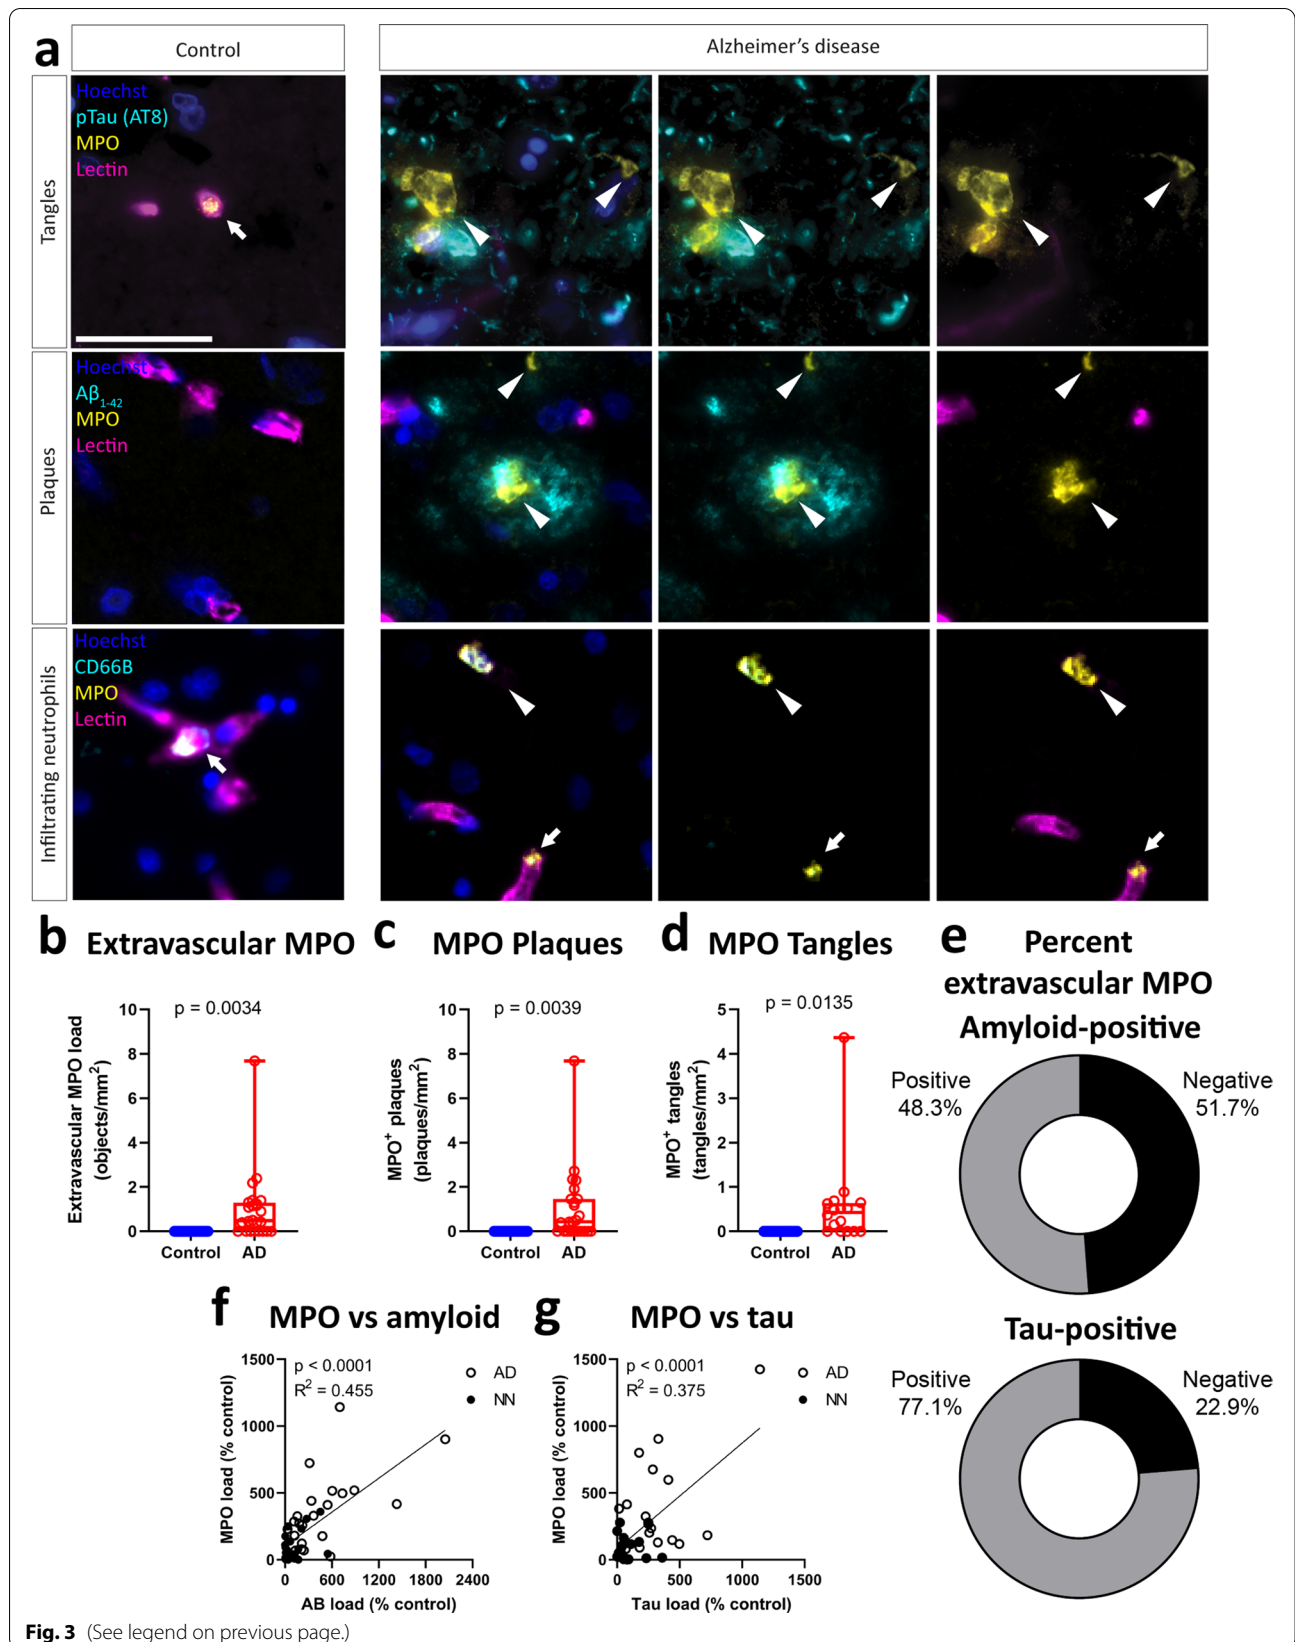 a
Control
Alzheimer's disease
Tangles
Hoechst
pTau (AT8)
MPO
Lectin
Plaques
Hoechst
Aβ1-42
MPO
Lectin
Infiltrating neutrophils
Hoechst
CD66B
MPO
Lectin
b Extravascular MPO
p = 0.0034
Extravascular MPO load
(objects/mm²)
10
8
6
4
2
0
Control AD
c MPO Plaques
p = 0.0039
MPO⁺ plaques
(plaques/mm²)
10
8
6
4
2
0
Control AD
d MPO Tangles
p = 0.0135
MPO⁺ tangles
(tangles/mm²)
5
4
3
2
1
0
Control AD
e Percent
extravascular MPO
Amyloid-positive
Positive
48.3%
Negative
51.7%
Tau-positive
Positive
77.1%
Negative
22.9%
f MPO vs amyloid
p < 0.0001
R² = 0.455
AD
NN
MPO load (% control)
1500
1000
500
0
0 600 1200 1800 2400
AB load (% control)
g MPO vs tau
p < 0.0001
R² = 0.375
AD
NN
MPO load (% control)
1500
1000
500
0
0 500 1000 1500
Tau load (% control)
Fig. 3 (See legend on previous page.)